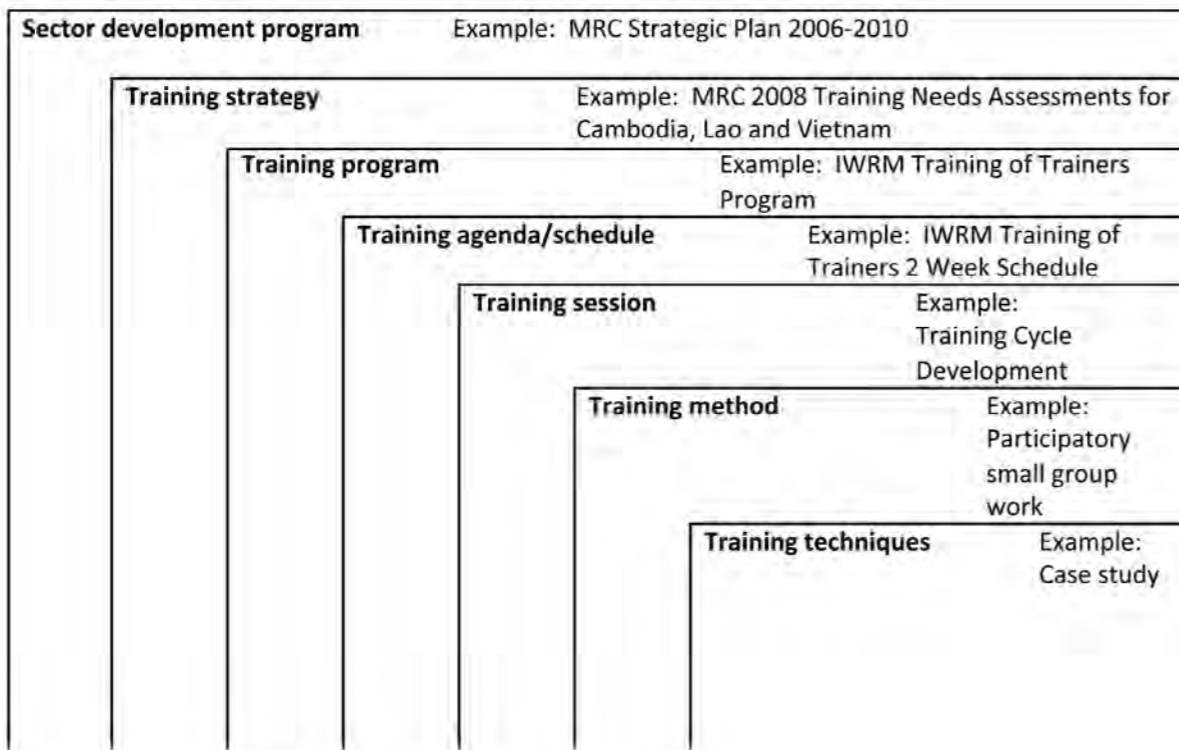 Sector development program Example: MRC Strategic Plan 2006-2010
Training strategy Example: MRC 2008 Training Needs Assessments for
Cambodia, Lao and Vietnam
Training program Example: IWRM Training of Trainers
Program
Training agenda/schedule Example: IWRM Training of
Trainers 2 Week Schedule
Training session Example:
Training Cycle
Development
Training method Example:
Participatory
small group
work
Training techniques Example:
Case study